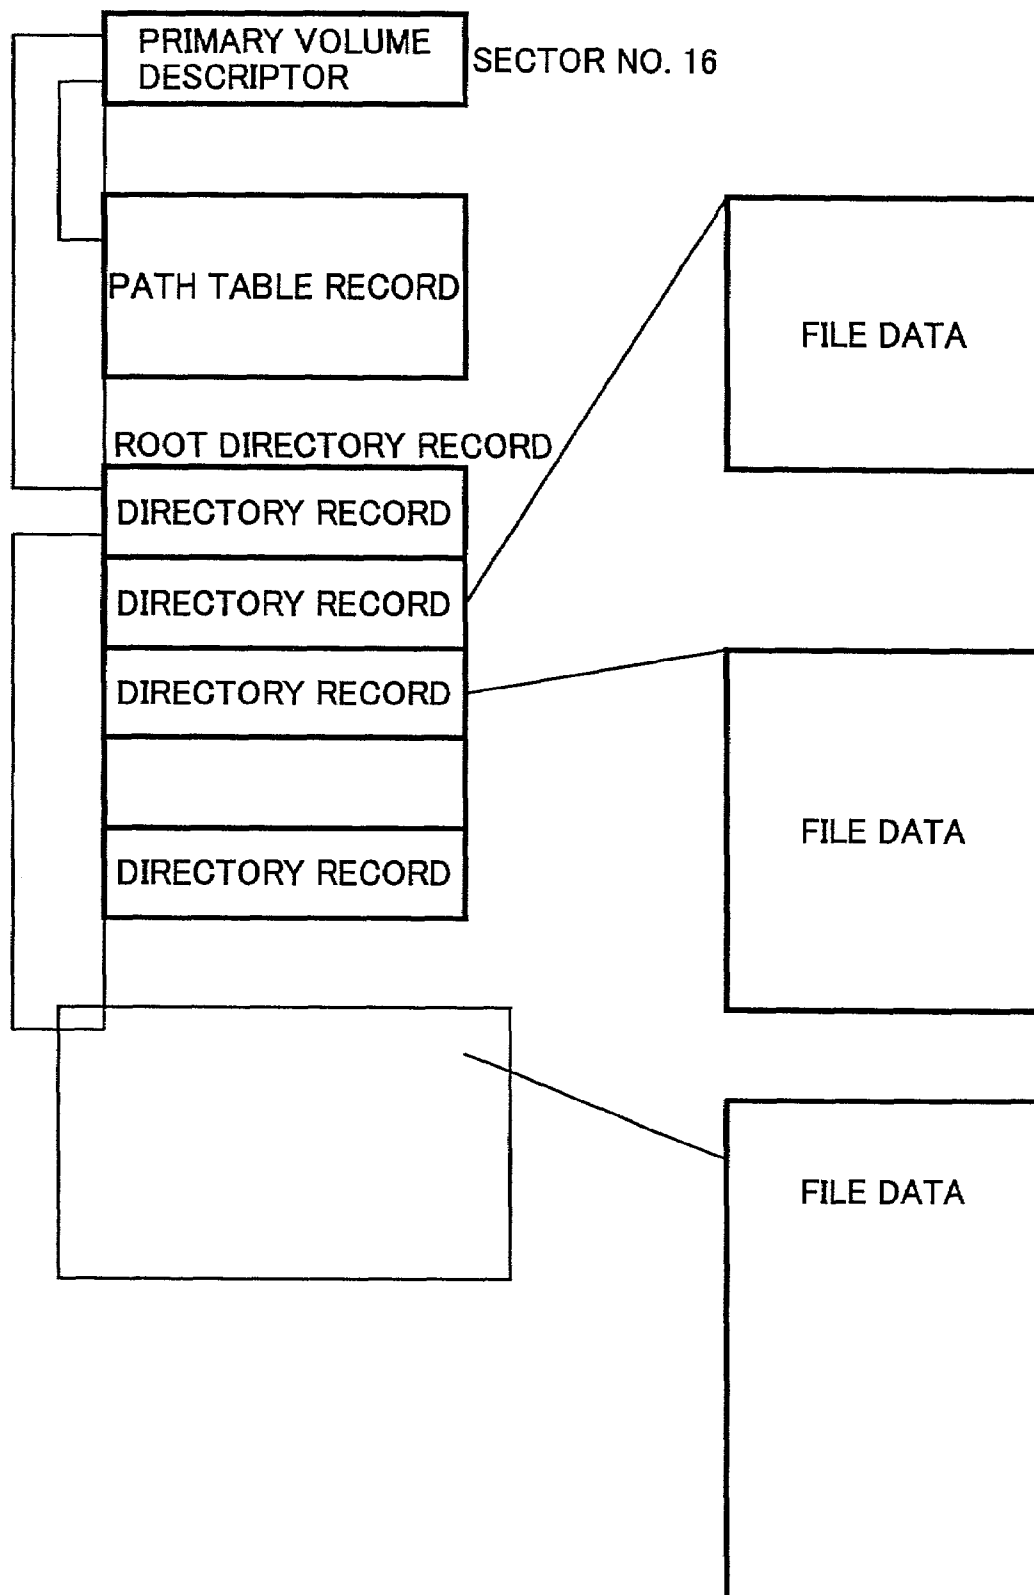 PRIMARY VOLUME
DESCRIPTOR
SECTOR NO. 16
PATH TABLE RECORD
FILE DATA
ROOT DIRECTORY RECORD
DIRECTORY RECORD
DIRECTORY RECORD
DIRECTORY RECORD
FILE DATA
DIRECTORY RECORD
FILE DATA